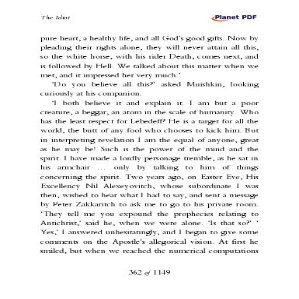 The Idiot
Planet PDF
pure heart, a healthy life, and all God's good gifts. Now by
pleading their rights alone, they will never attain all this,
so the white horse, with his rider Death, comes next, and
is followed by Hell. We talked about this matter when we
met, and it impressed her very much.'
'Do you believe all this?' asked Muishkin, looking
curiously at his companion.
'I both believe it and explain it. I am but a poor
creature, a beggar, an atom in the scale of humanity. Who
has the least respect for Lebedeff? He is a target for all the
world, the butt of any fool who chooses to kick him. But
in interpreting revelation I am the equal of anyone, great
as he may be! Such is the power of the mind and the
spirit. I have made a lordly personage tremble, as he sat in
his armchair ... only by talking to him of things
concerning the spirit. Two years ago, on Easter Eve, His
Excellency Nil Alexeyovitch, whose subordinate I was
then, wished to hear what I had to say, and sent a message
by Peter Zakkaritch to ask me to go to his private room.
'They tell me you expound the prophecies relating to
Antichrist,' said he, when we were alone. 'Is that so?' '
Yes,' I answered unhesitatingly, and I began to give some
comments on the Apostle's allegorical vision. At first he
smiled, but when we reached the numerical computations
362 of 1149